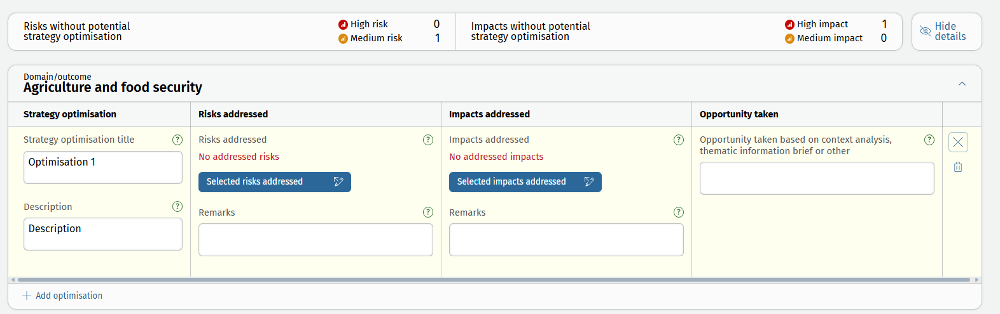 Risks without potential
strategy optimisation
High risk 0
Medium risk 1
Impacts without potential
strategy optimisation
High impact 1
Medium impact 0
Hide
details
Domain/outcome
Agriculture and food security
Strategy optimisation
Risks addressed
Impacts addressed
Opportunity taken
Strategy optimisation title ?
Optimisation 1
Description ?
Description
Risks addressed ?
No addressed risks
Selected risks addressed
Remarks ?
Impacts addressed ?
No addressed impacts
Selected impacts addressed
Remarks ?
Opportunity taken based on context analysis, ?
thematic information brief or other
Add optimisation